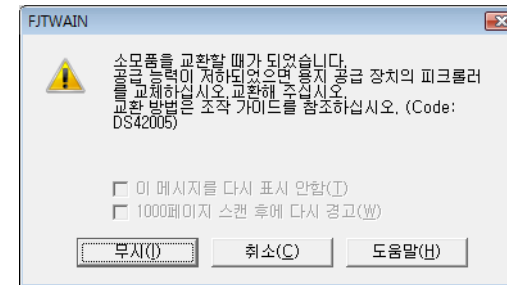 FJTWAIN
소모품을 교환할 때가 되었습니다.
공급 능력이 저하되었으면 용지 공급 장치의 피크롤러
를 교체하십시오.교환해 주십시오.
교환 방법은 조작 가이드를 참조하십시오. (Code:
DS42005)
이 메시지를 다시 표시 안함(T)
1000페이지 스캔 후에 다시 경고(W)
무시(I) 취소(C) 도움말(H)